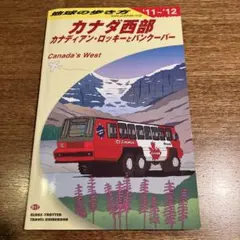 地球の歩き方
'11~'12
カナダ西部
カナディアン・ロッキーとバンクーバー
Canada's West
GLOBE-TROTTER
TRAVEL GUIDEBOOK